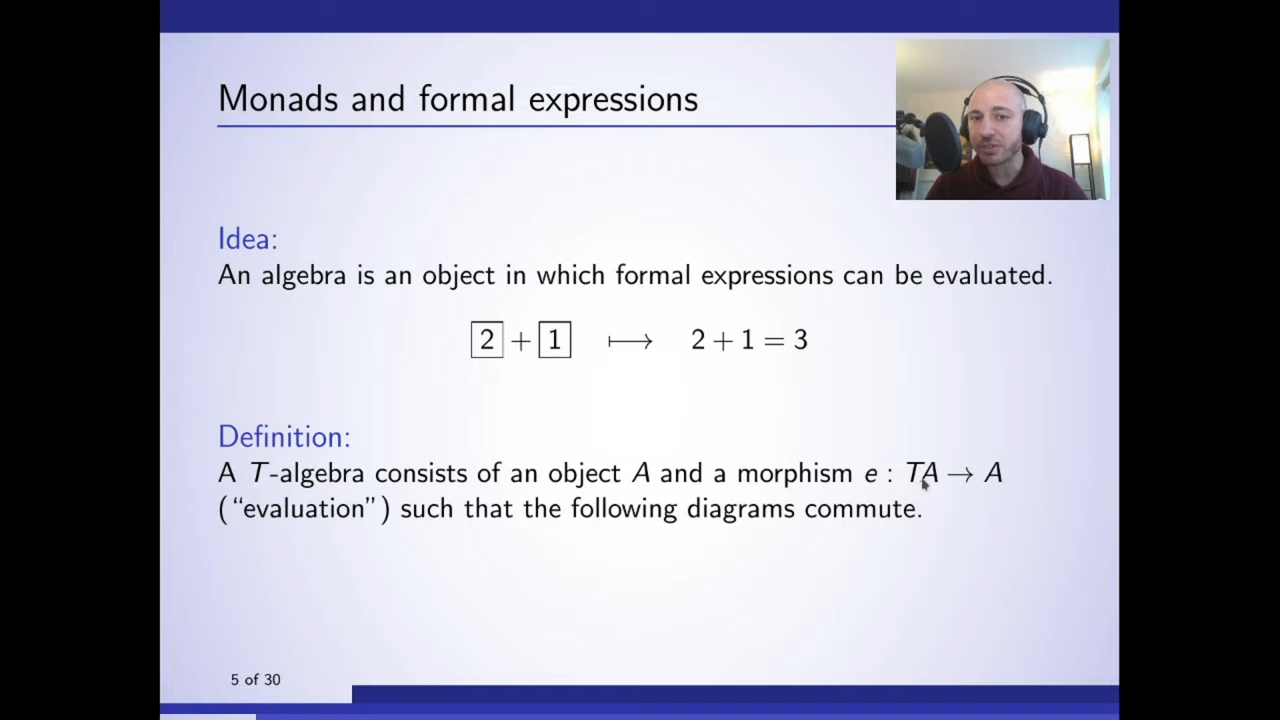 Monads and formal expressions
Idea:
An algebra is an object in which formal expressions can be evaluated.
2 + 1 ⟼ 2 + 1 = 3
Definition:
A T-algebra consists of an object A and a morphism e : TA → A
(“evaluation”) such that the following diagrams commute.
5 of 30